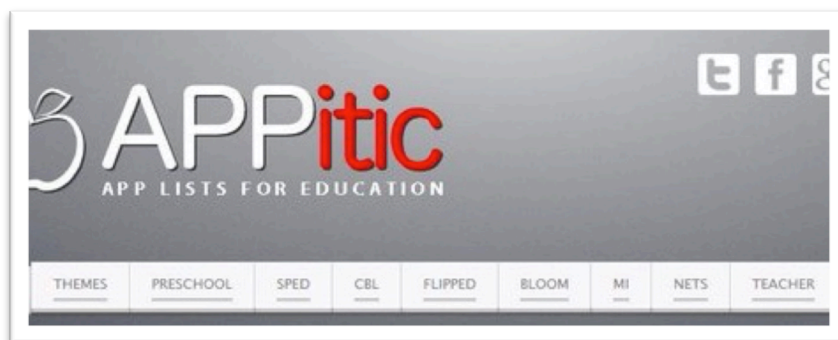 APPitic
APP LISTS FOR EDUCATION
THEMES PRESCHOOL SPED CBL FLIPPED BLOOM MI NETS TEACHER